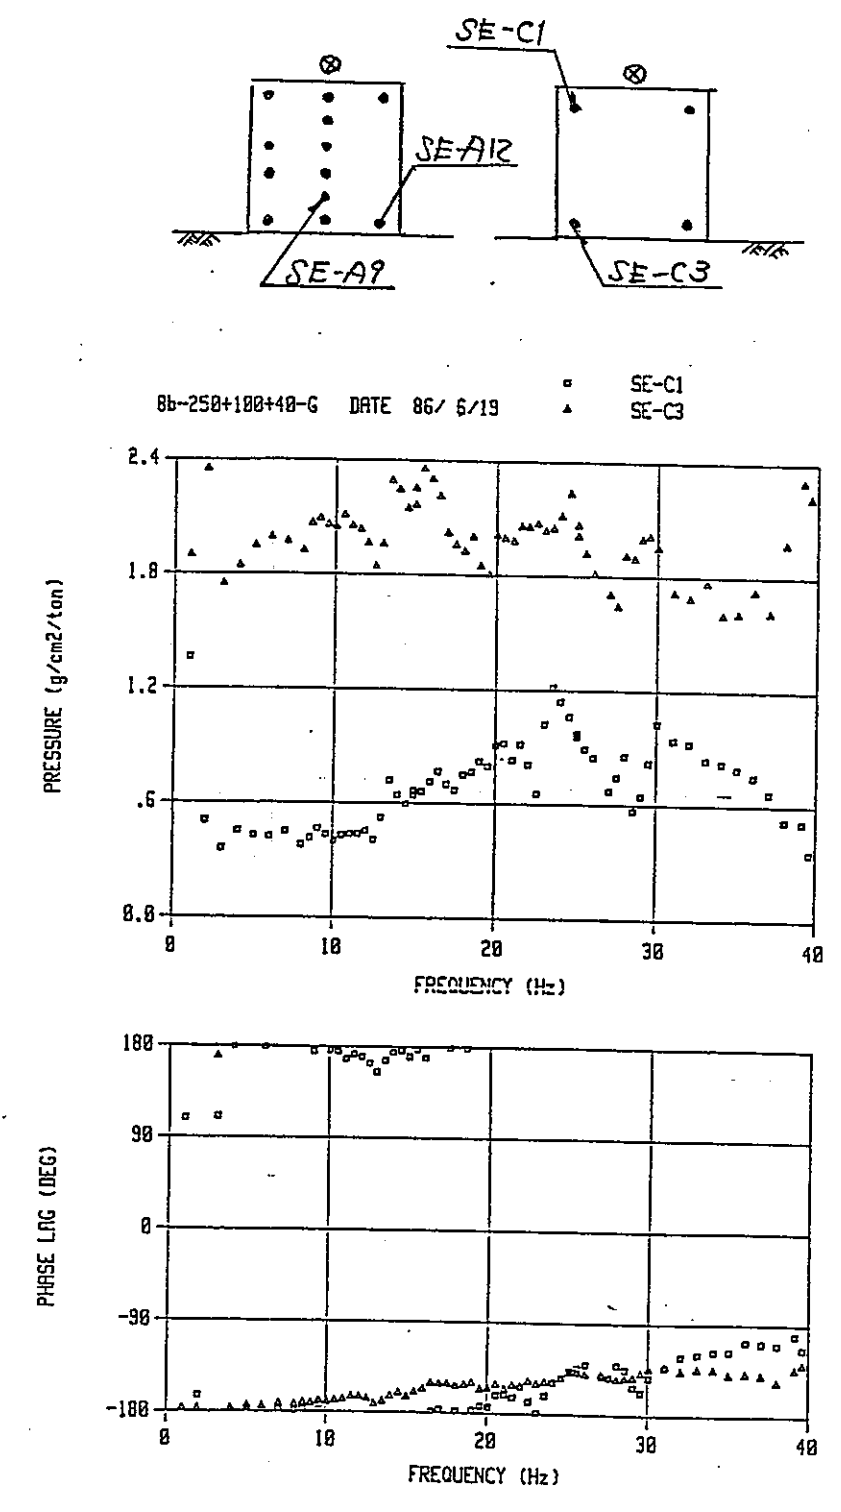 SE-C1
SE-A12
SE-A9
SE-C3
SE-C1
8b-250+100+40-G DATE 86/ 6/19
SE-C3
2.4
1.8
1.2
.6
0.0
PRESSURE (g/cm2/ton)
0 10 20 30 40
FREQUENCY (Hz)
180
90
0
-90
-180
PHASE LAG (DEG)
0 10 20 30 40
FREQUENCY (Hz)